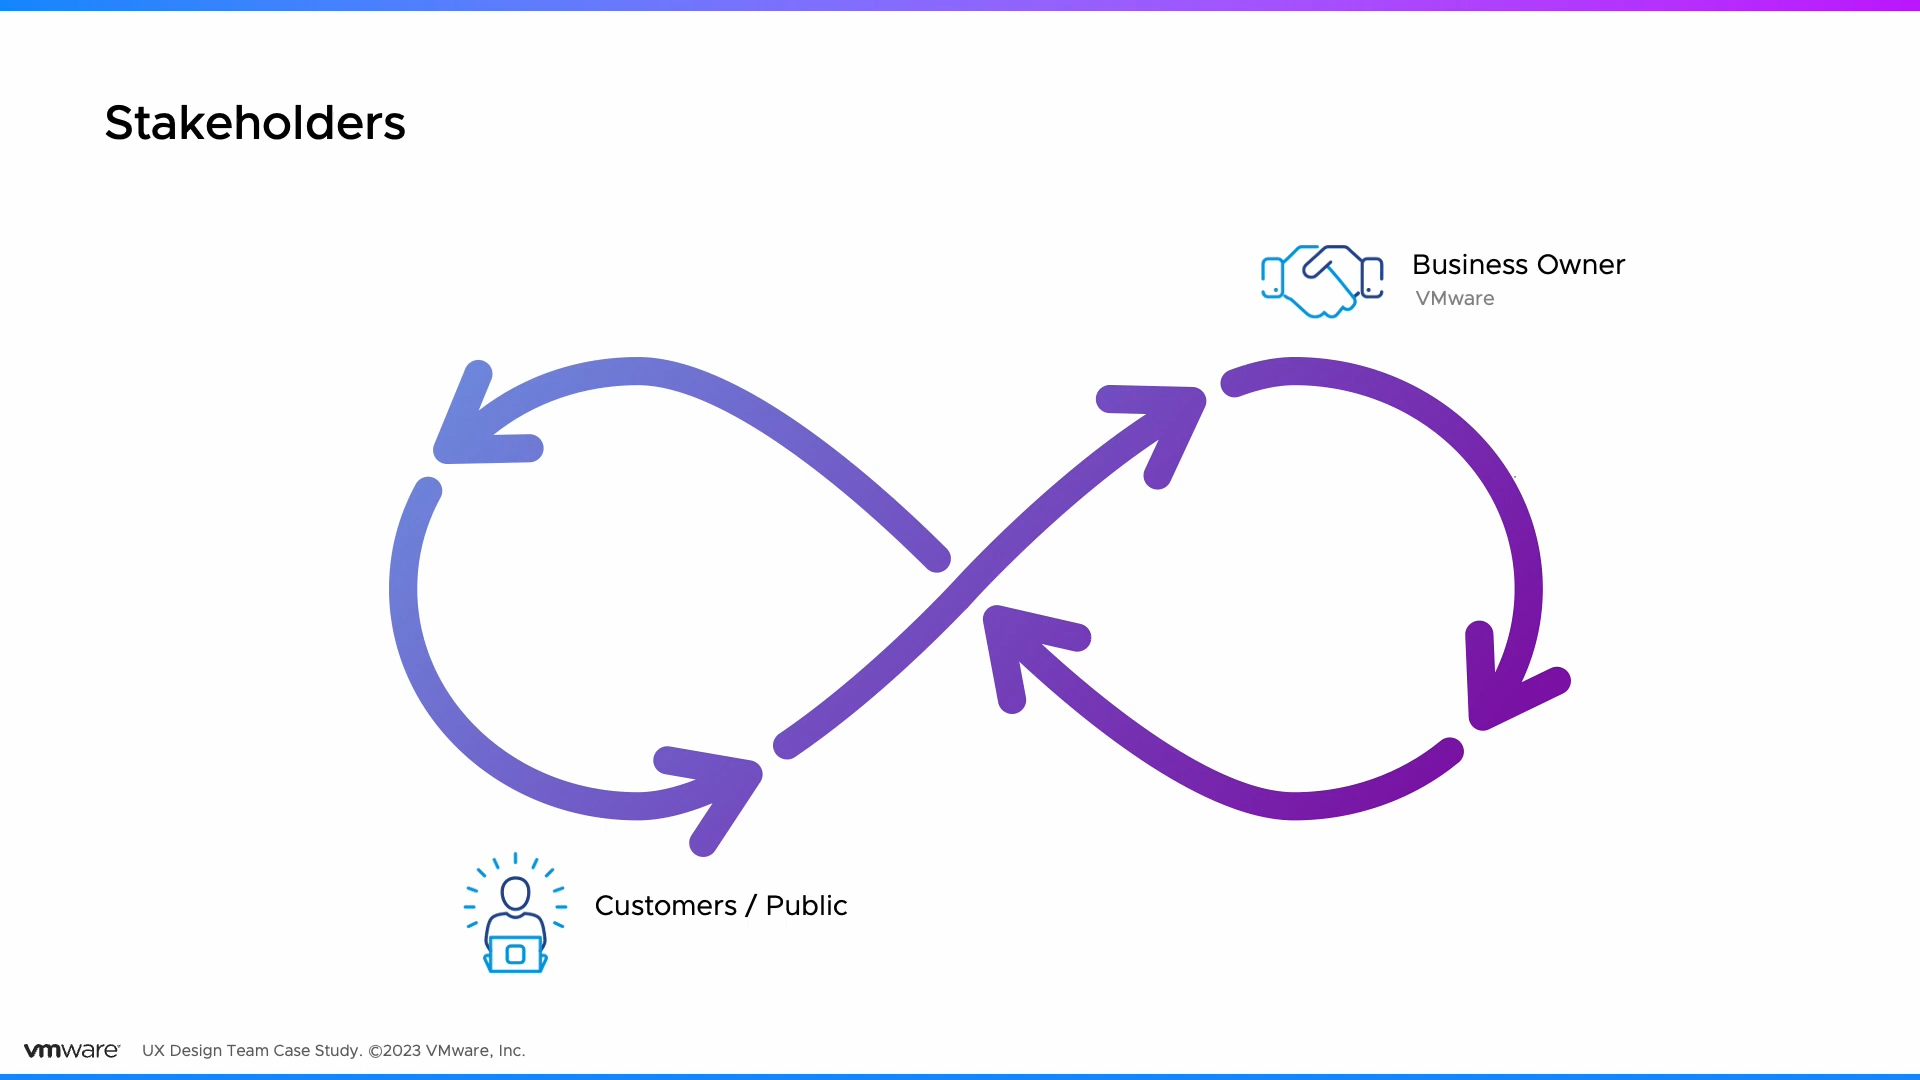 Stakeholders
Business Owner
VMware
Customers / Public
vmware UX Design Team Case Study. ©2023 VMware, Inc.